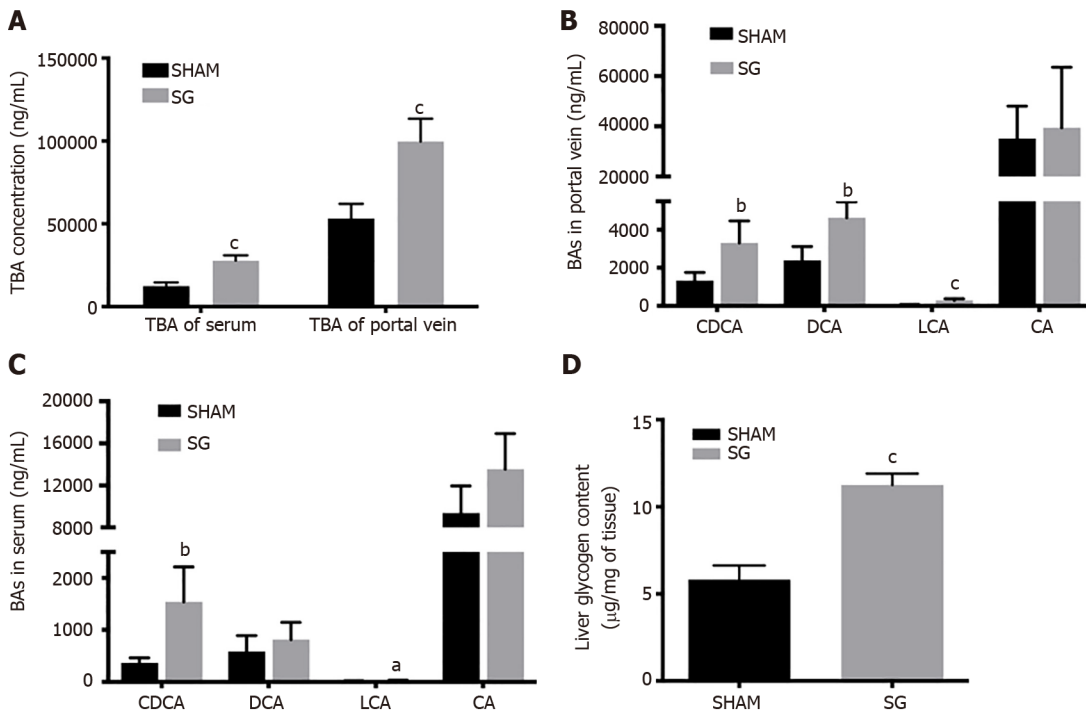 A
TBA concentration (ng/mL)
150000
100000
50000
0
SHAM
SG
c
c
TBA of serum
TBA of portal vein
B
BAs in portal vein (ng/mL)
80000
60000
40000
20000
4000
2000
0
SHAM
SG
b
b
c
CDCA
DCA
LCA
CA
C
BAs in serum (ng/mL)
20000
16000
12000
8000
2000
1000
0
SHAM
SG
b
a
CDCA
DCA
LCA
CA
D
Liver glycogen content
(μg/mg of tissue)
15
10
5
0
SHAM
SG
c
SHAM
SG